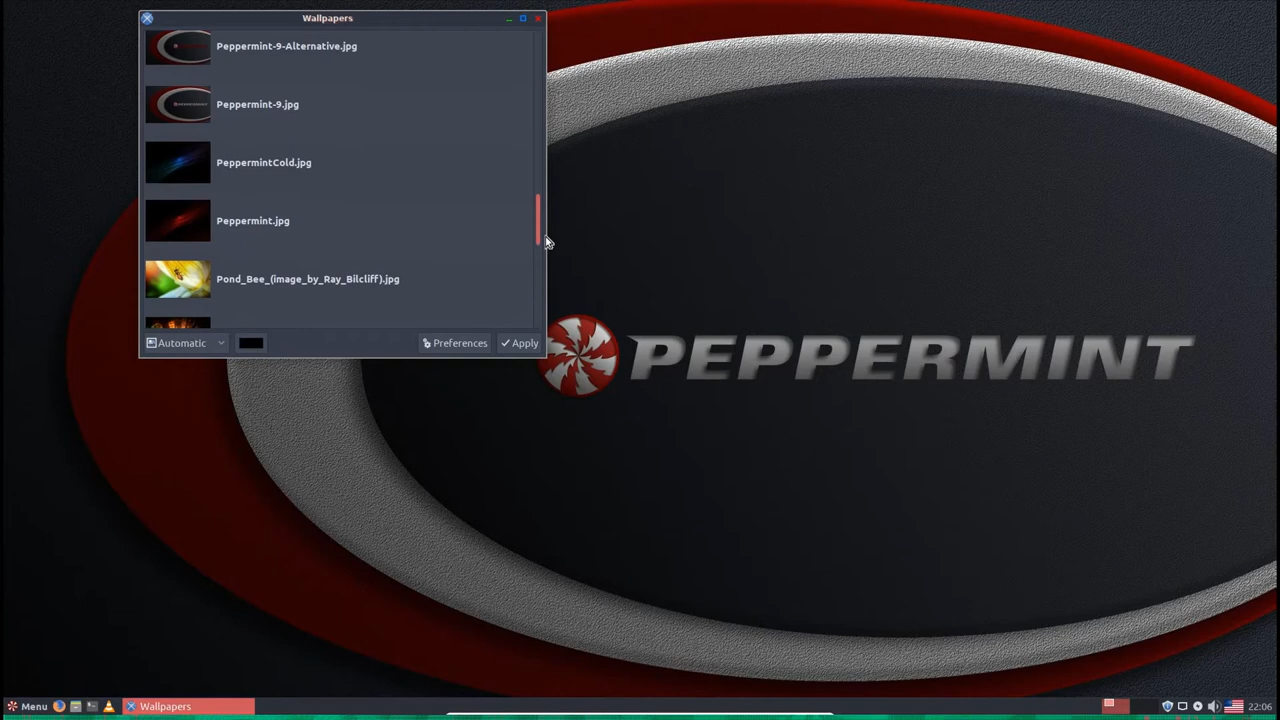 Wallpapers
Peppermint-9-Alternative.jpg
Peppermint-9.jpg
PeppermintCold.jpg
Peppermint.jpg
Pond_Bee_(image_by_Ray_Bilcliff).jpg
Automatic
Preferences
Apply
PEPPERMINT
Menu
Wallpapers
22:06